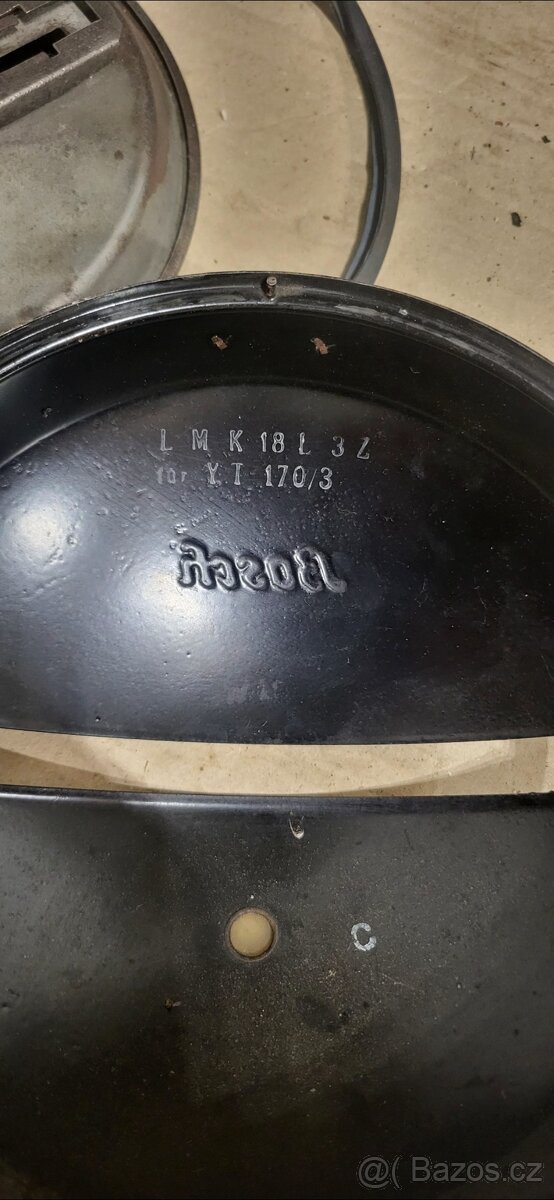 L M K 18 L 3 Z
für Y T 170/3
Bosch
C
@( Bazos.cz